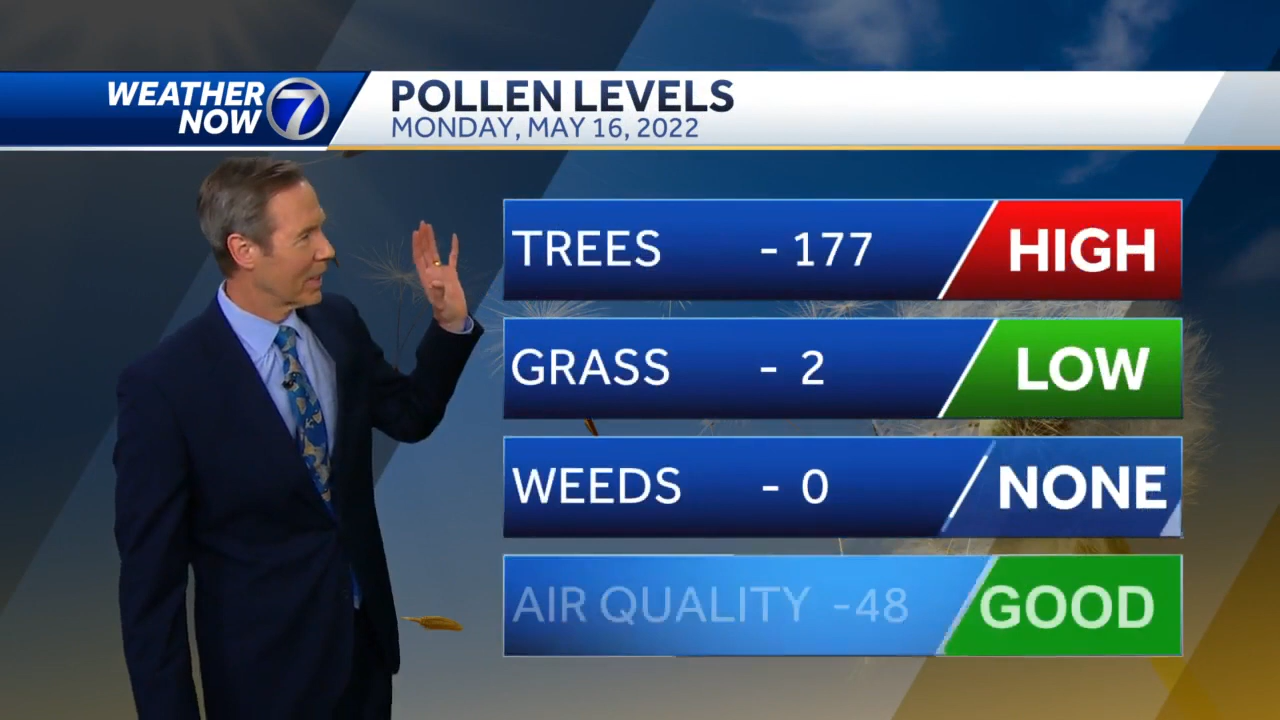 WEATHER
NOW 7
POLLEN LEVELS
MONDAY, MAY 16, 2022
TREES - 177 HIGH
GRASS - 2 LOW
WEEDS - 0 NONE
AIR QUALITY -48 GOOD